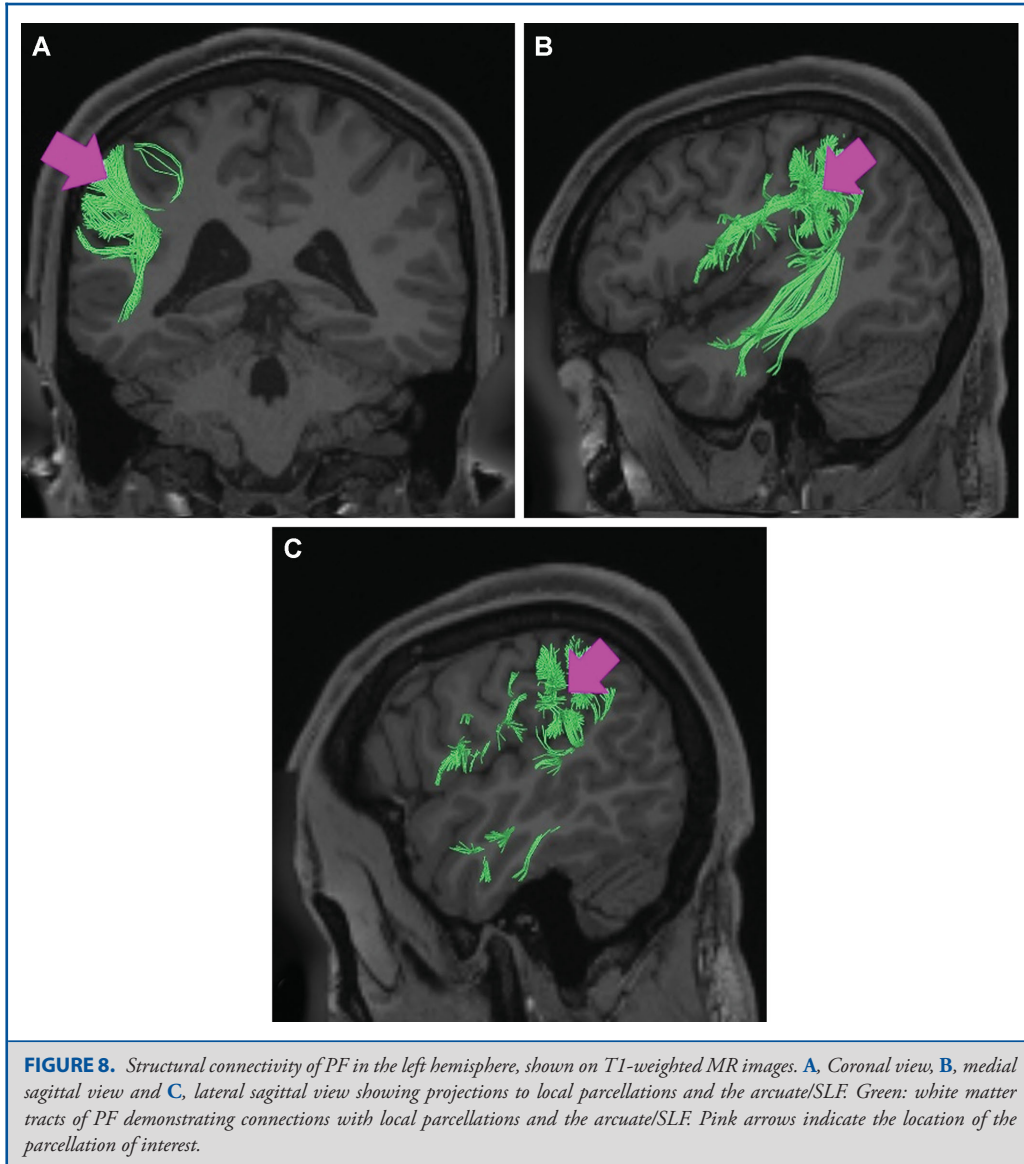 A
B
C
FIGURE 8. Structural connectivity of PF in the left hemisphere, shown on T1-weighted MR images. A, Coronal view, B, medial
sagittal view and C, lateral sagittal view showing projections to local parcellations and the arcuate/SLF. Green: white matter
tracts of PF demonstrating connections with local parcellations and the arcuate/SLF. Pink arrows indicate the location of the
parcellation of interest.